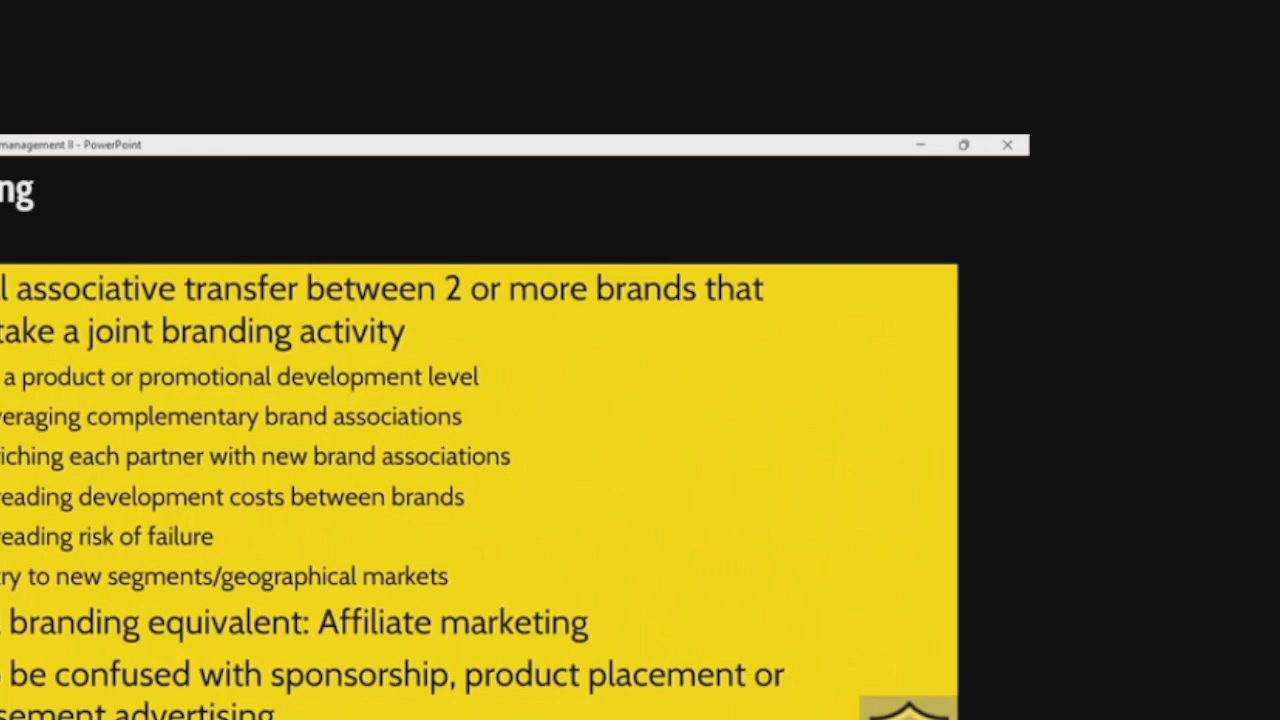 management II - PowerPoint
ng
l associative transfer between 2 or more brands that
take a joint branding activity
a product or promotional development level
veraging complementary brand associations
iching each partner with new brand associations
reading development costs between brands
reading risk of failure
ry to new segments/geographical markets
branding equivalent: Affiliate marketing
be confused with sponsorship, product placement or
sement advertising